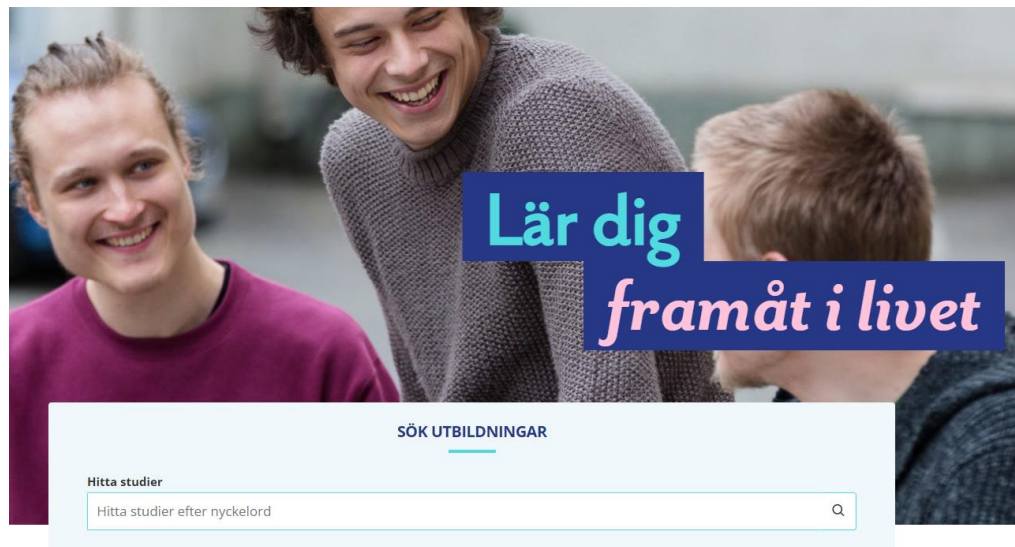 Lär dig
framåt i livet
SÖK UTBILDNINGAR
Hitta studier
Hitta studier efter nyckelord